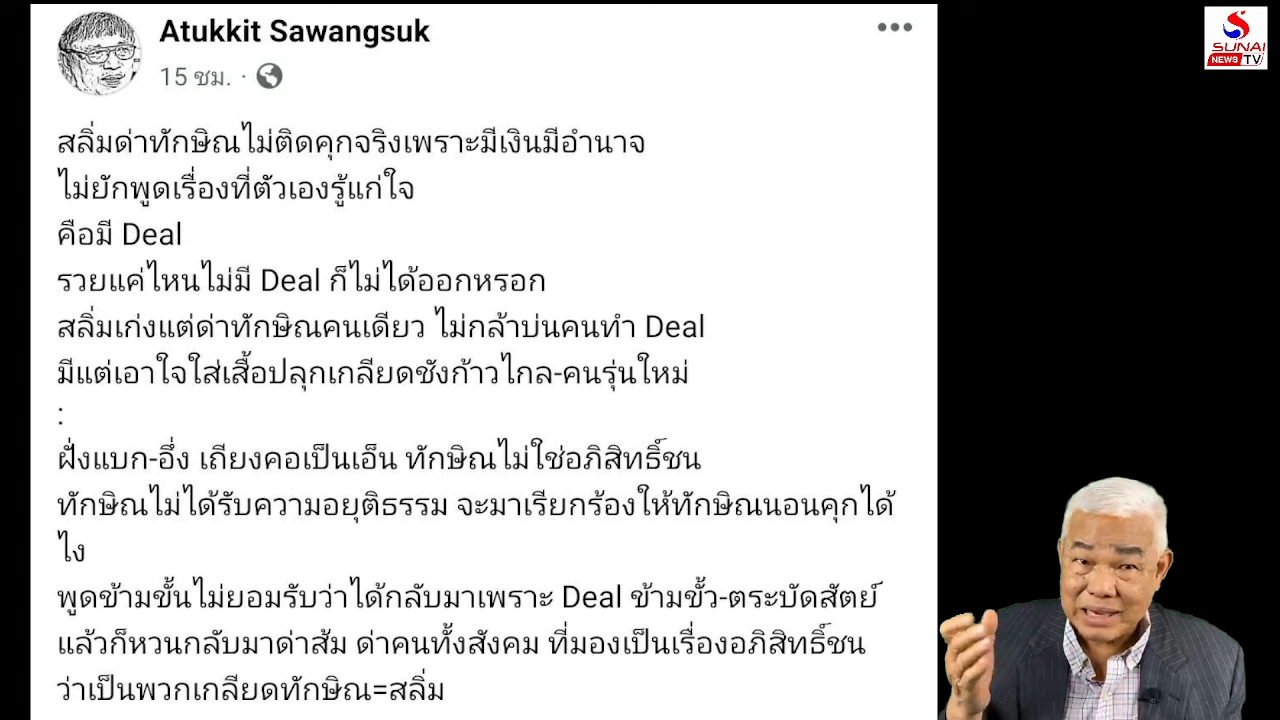 Atukkit Sawangsuk
15 ชม. ·
SUNAI
NEWS TV
สลิ่มด่าทักษิณไม่ติดคุกจริงเพราะมีเงินมีอำนาจ
ไม่ยักพูดเรื่องที่ตัวเองรู้แก่ใจ
คือมี Deal
รวยแค่ไหนไม่มี Deal ก็ไม่ได้ออกหรอก
สลิ่มเก่งแต่ด่าทักษิณคนเดียว ไม่กล้าบ่นคนทำ Deal
มีแต่เอาใจใส่เสื้อปลุกเกลียดชังก้าวไกล-คนรุ่นใหม่
:
ฝั่งแบก-อึ่ง เถียงคอเป็นเอ็น ทักษิณไม่ใช่อภิสิทธิ์ชน
ทักษิณไม่ได้รับความอยุติธรรม จะมาเรียกร้องให้ทักษิณนอนคุกได้
ไง
พูดข้ามขั้นไม่ยอมรับว่าได้กลับมาเพราะ Deal ข้ามขั้ว-ตระบัดสัตย์
แล้วก็หวนกลับมาด่าส้ม ด่าคนทั้งสังคม ที่มองเป็นเรื่องอภิสิทธิ์ชน
ว่าเป็นพวกเกลียดทักษิณ=สลิ่ม